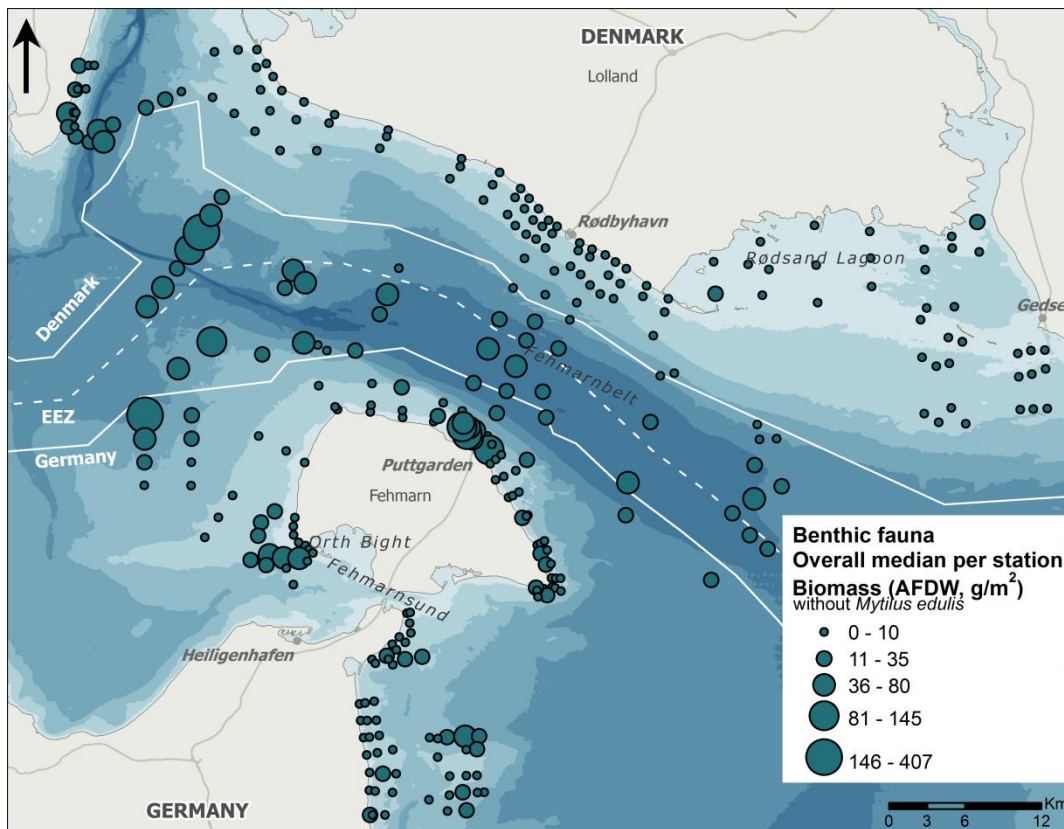 DENMARK
Lolland
Rødbyhavn
Rødsand Lagoon
Gedse
Denmark
Fehmarnbelt
EEZ
Germany
Puttgarden
Fehmarn
Orth Bight
Fehmarnsund
Heiligenhafen
GERMANY
Benthic fauna
Overall median per station
Biomass (AFDW, g/m²)
without Mytilus edulis
0 - 10
11 - 35
36 - 80
81 - 145
146 - 407
Km
0 3 6 12